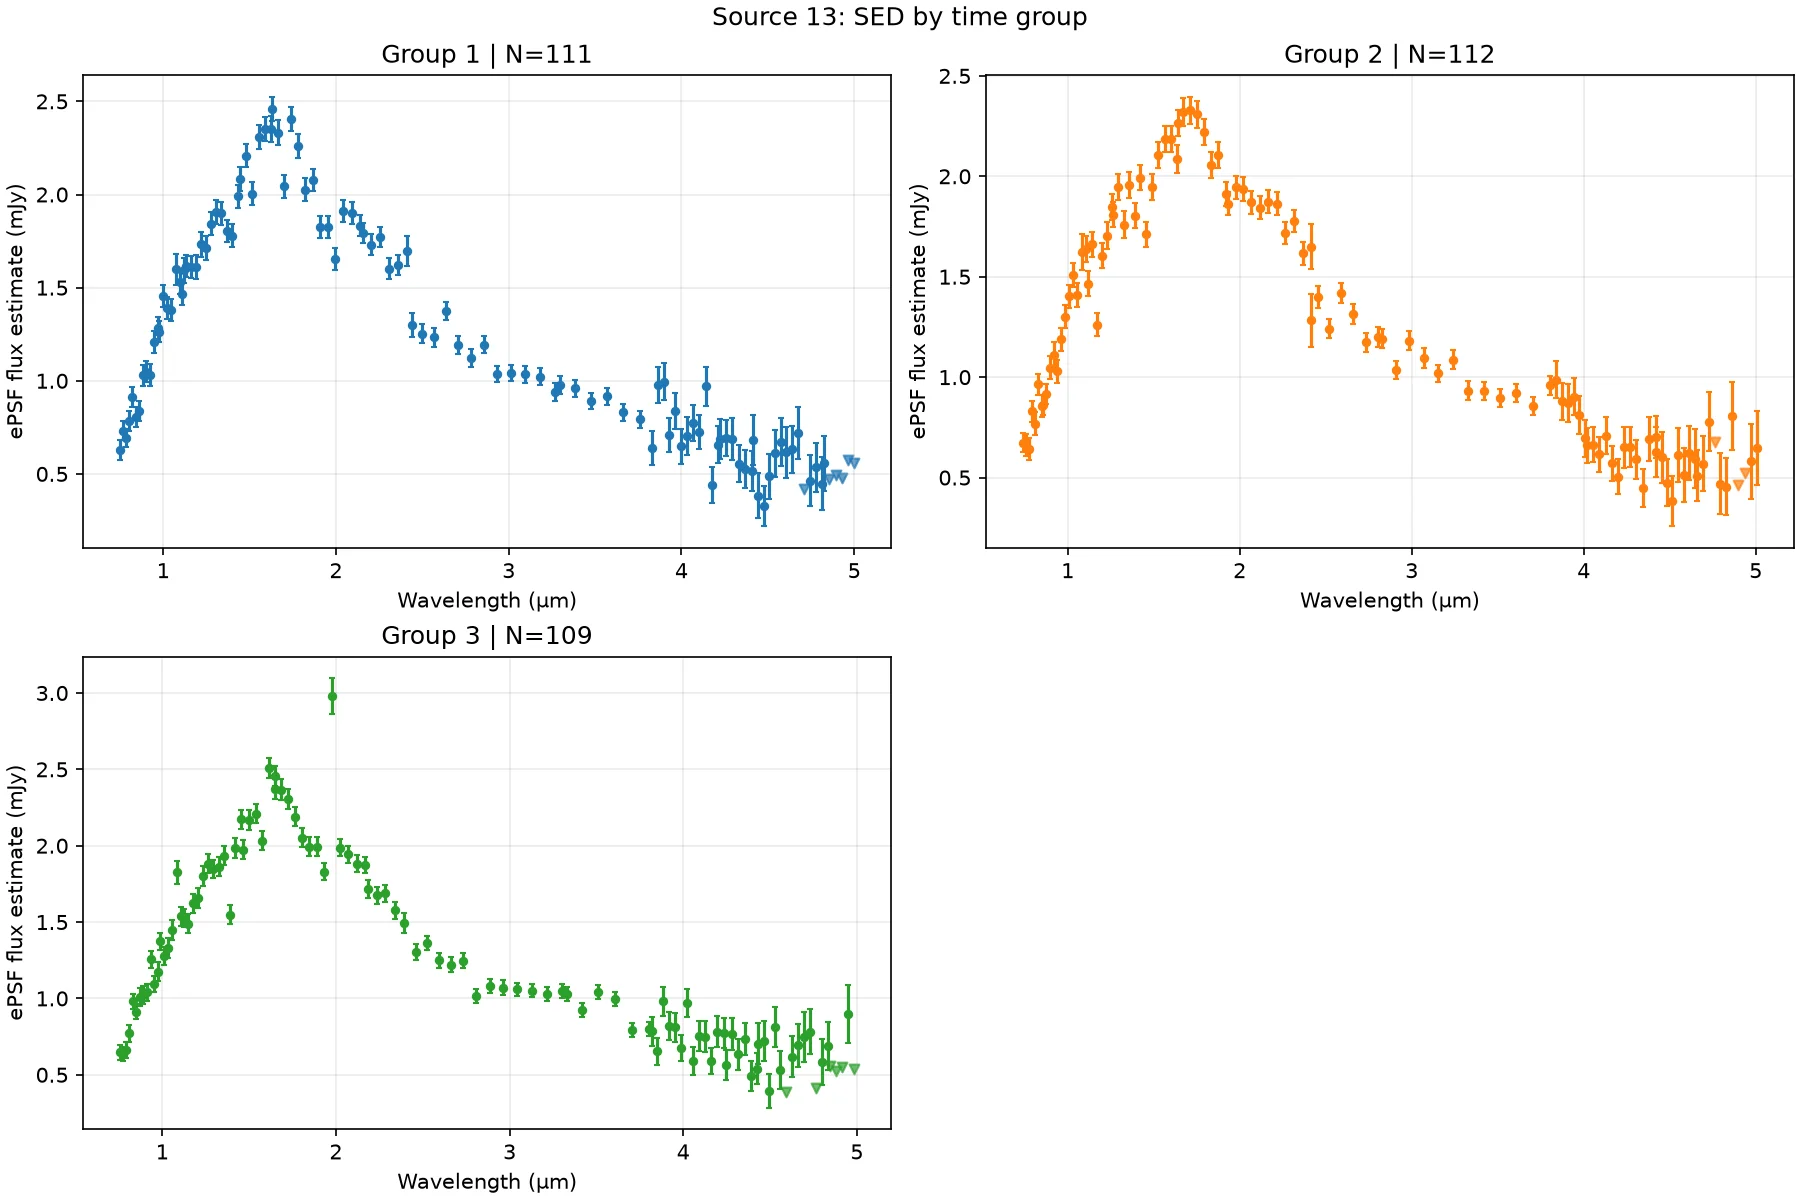 Source 13: SED by time group
Group 1 | N=111
ePSF flux estimate (mJy)
2.5
2.0
1.5
1.0
0.5
1 2 3 4 5
Wavelength (μm)
Group 2 | N=112
ePSF flux estimate (mJy)
2.5
2.0
1.5
1.0
0.5
1 2 3 4 5
Wavelength (μm)
Group 3 | N=109
ePSF flux estimate (mJy)
3.0
2.5
2.0
1.5
1.0
0.5
1 2 3 4 5
Wavelength (μm)